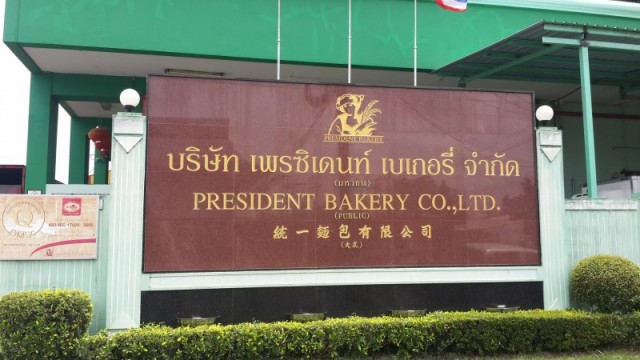 PRESIDENT BAKERY
บริษัท เพรซิเดนท์ เบเกอรี่ จำกัด
(มหาชน)
PRESIDENT BAKERY CO.,LTD.
(PUBLIC)
統一麵包有限公司
(大衆)